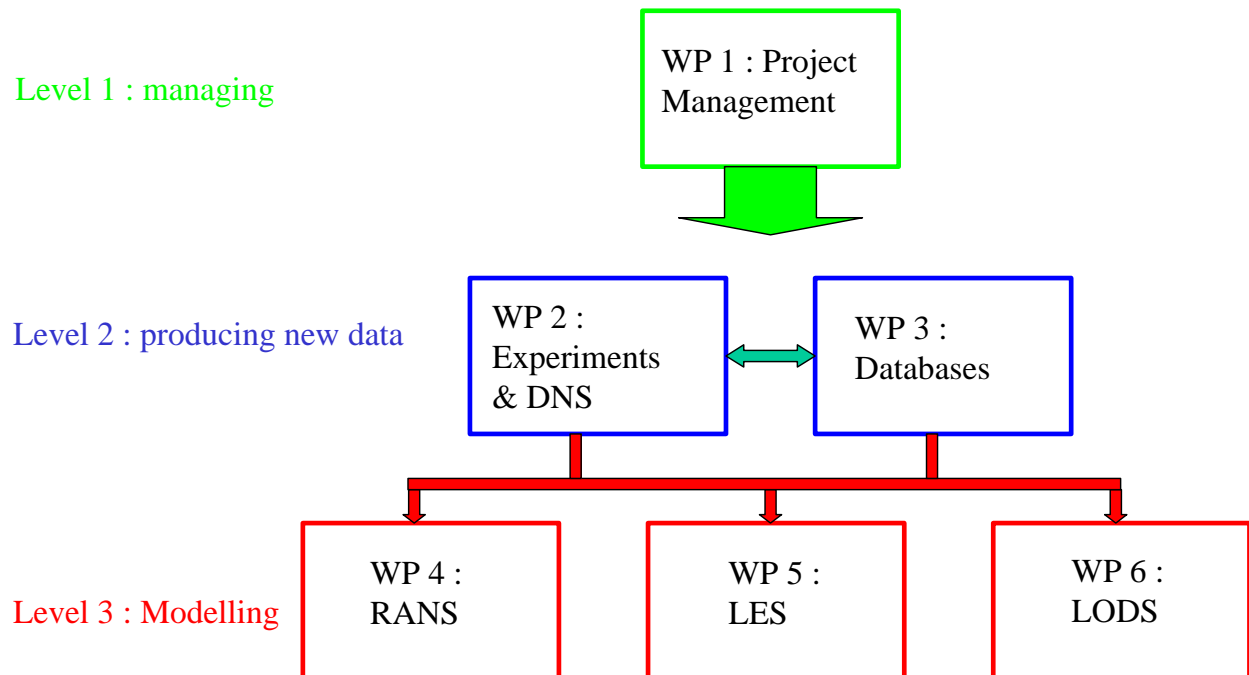 Level 1 : managing
WP 1 : Project
Management
Level 2 : producing new data
WP 2 :
Experiments
& DNS
WP 3 :
Databases
Level 3 : Modelling
WP 4 :
RANS
WP 5 :
LES
WP 6 :
LODS